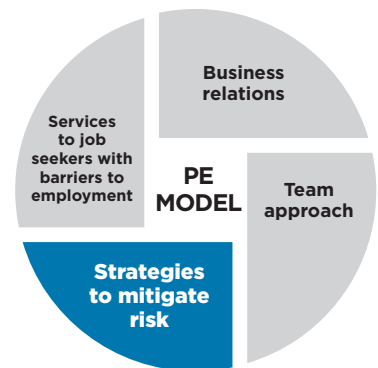 Business
relations
Services
to job
seekers with
barriers to
employment
PE
MODEL
Team
approach
Strategies
to mitigate
risk